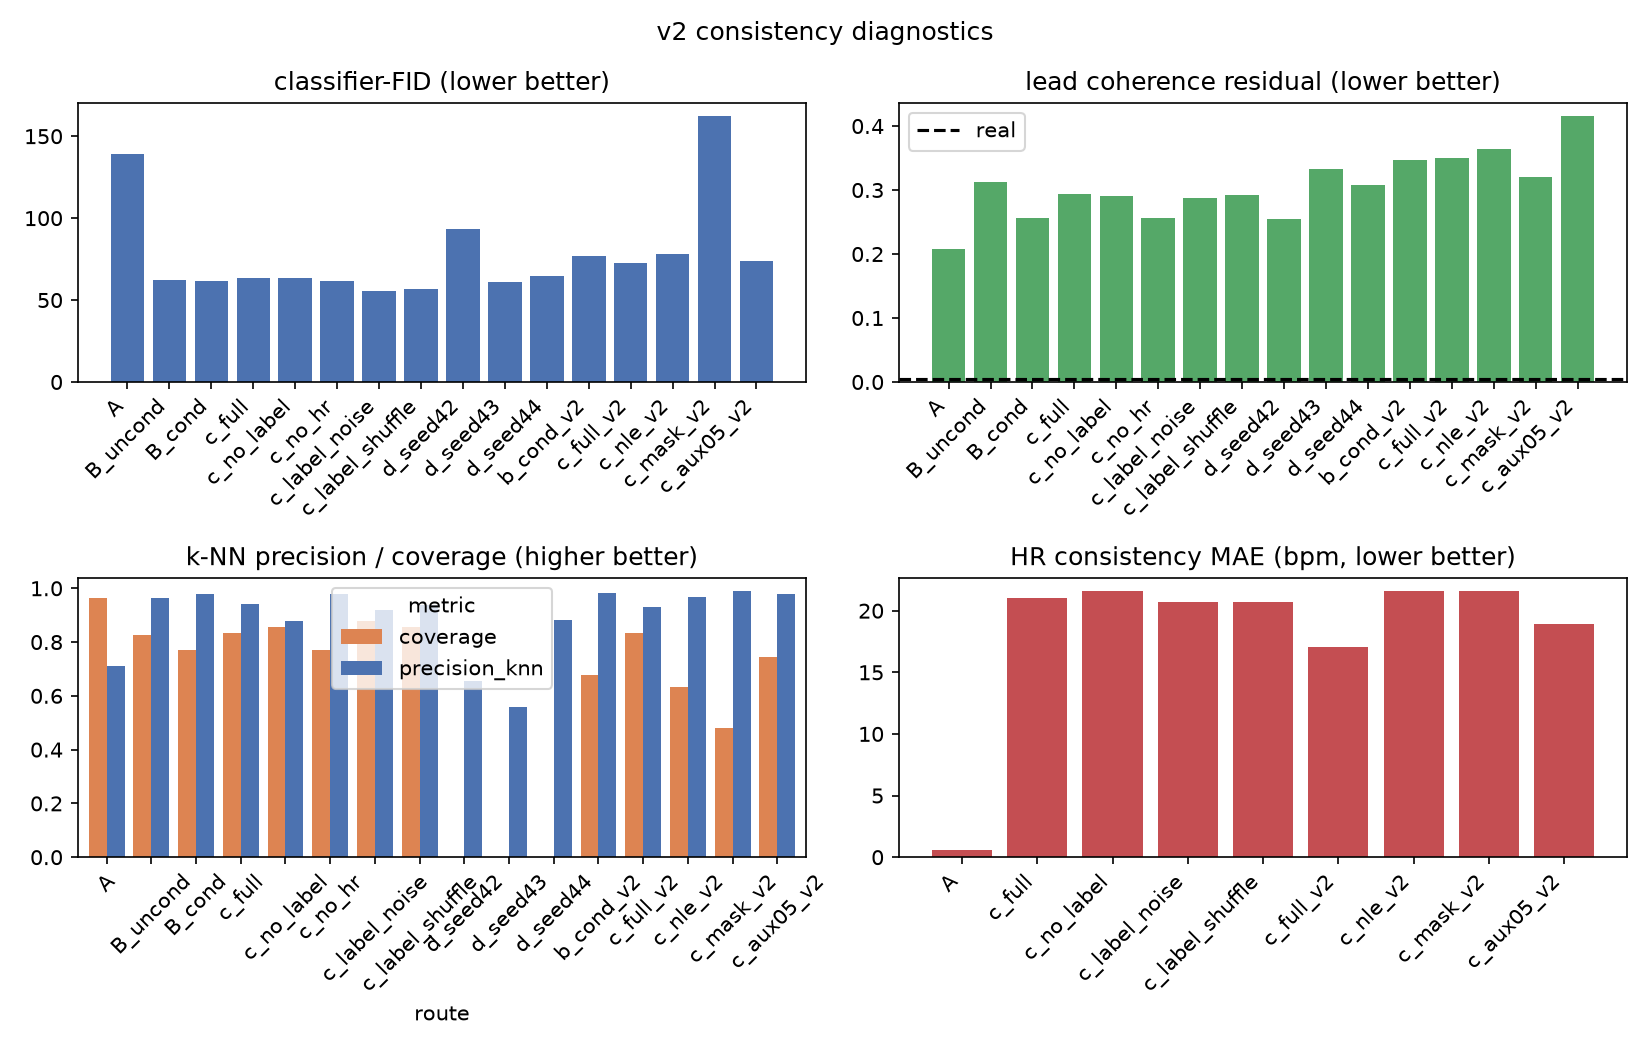 v2 consistency diagnostics
classifier-FID (lower better)
150
100
50
0
A
B_uncond
B_cond
c_full
c_no_label
c_no_hr
c_label_noise
c_label_shuffle
d_seed42
d_seed43
d_seed44
b_cond_v2
c_full_v2
c_nle_v2
c_mask_v2
c_aux05_v2
lead coherence residual (lower better)
real
0.4
0.3
0.2
0.1
0.0
A
B_uncond
B_cond
c_full
c_no_label
c_no_hr
c_label_noise
c_label_shuffle
d_seed42
d_seed43
d_seed44
b_cond_v2
c_full_v2
c_nle_v2
c_mask_v2
c_aux05_v2
k-NN precision / coverage (higher better)
metric
coverage
precision_knn
1.0
0.8
0.6
0.4
0.2
0.0
A
B_uncond
B_cond
c_full
c_no_label
c_no_hr
c_label_noise
c_label_shuffle
d_seed42
d_seed43
d_seed44
b_cond_v2
c_full_v2
c_nle_v2
c_mask_v2
c_aux05_v2
route
HR consistency MAE (bpm, lower better)
20
15
10
5
0
A
c_full
c_no_label
c_label_noise
c_label_shuffle
c_full_v2
c_nle_v2
c_mask_v2
c_aux05_v2